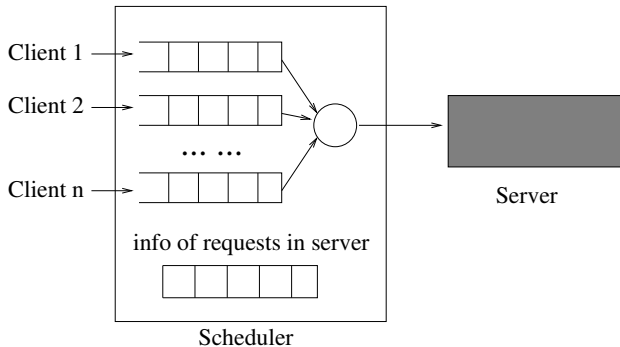 Client 1
Client 2
... ...
Client n
Server
info of requests in server
Scheduler